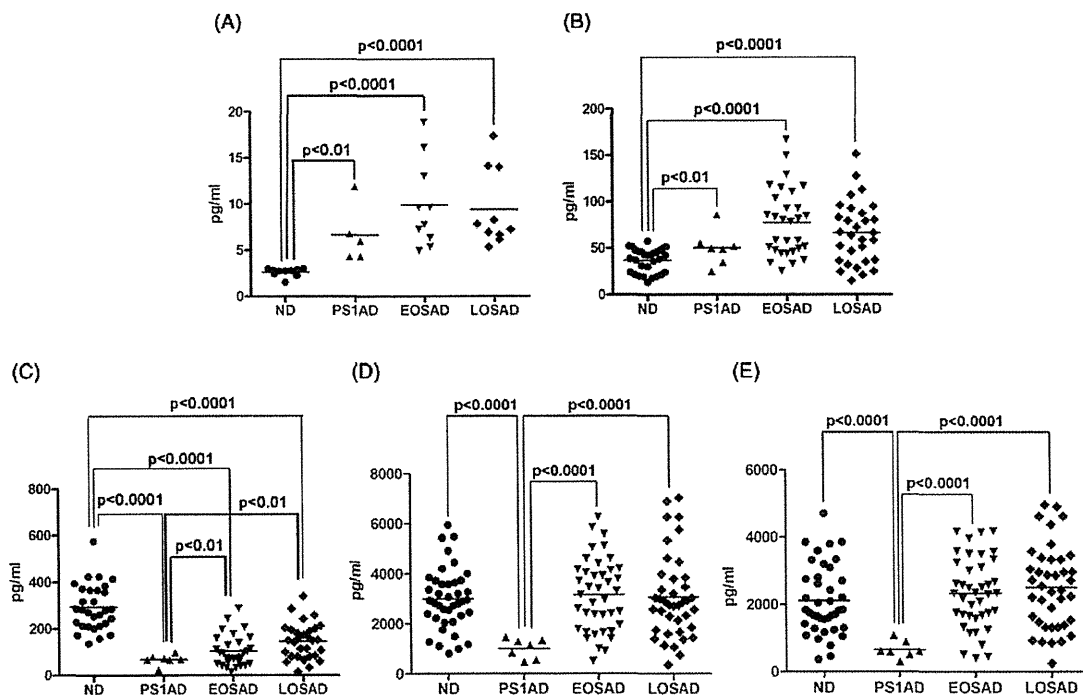 (A)
p<0.0001
p<0.0001
p<0.01
20
15
10
5
0
pg/ml
ND PS1AD EOSAD LOSAD
(B)
p<0.0001
p<0.0001
p<0.01
200
150
100
50
0
pg/ml
ND PS1AD EOSAD LOSAD
(C)
p<0.0001
p<0.0001
p<0.0001 p<0.01
p<0.01
800
600
400
200
0
pg/ml
ND PS1AD EOSAD LOSAD
(D)
p<0.0001 p<0.0001
p<0.0001
8000
6000
4000
2000
0
pg/ml
ND PS1AD EOSAD LOSAD
(E)
p<0.0001 p<0.0001
p<0.0001
6000
4000
2000
0
pg/ml
ND PS1AD EOSAD LOSAD